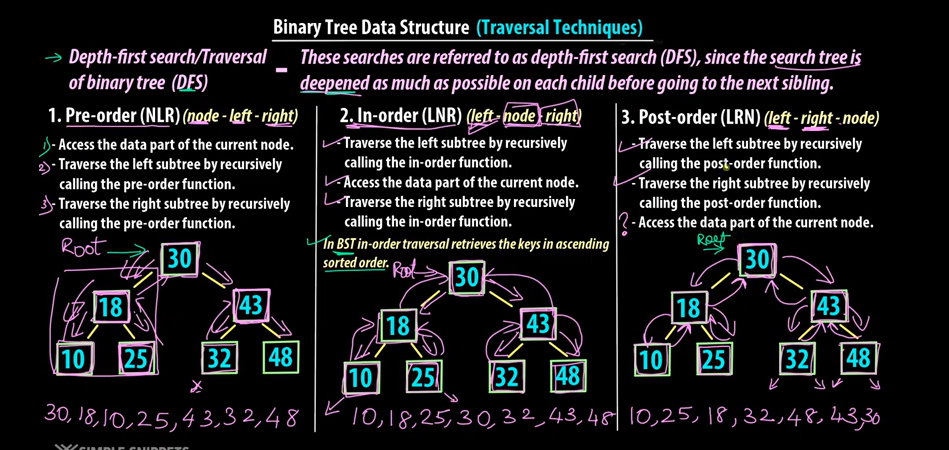 Binary Tree Data Structure (Traversal Techniques)
→ Depth-first search/Traversal of binary tree (DFS) - These searches are referred to as depth-first search (DFS), since the search tree is deepened as much as possible on each child before going to the next sibling.
1. Pre-order (NLR) (node - left - right)
1) - Access the data part of the current node.
2) - Traverse the left subtree by recursively
calling the pre-order function.
3) - Traverse the right subtree by recursively
calling the pre-order function.
Root
30
18 43
10 25 32 48
30, 18, 10, 25, 43, 32, 48
2. In-order (LNR) (left - node - right)
- Traverse the left subtree by recursively
calling the in-order function.
- Access the data part of the current node.
- Traverse the right subtree by recursively
calling the in-order function.
In BST in-order traversal retrieves the keys in ascending
sorted order.
Root
30
18 43
10 25 32 48
10, 18, 25, 30, 32, 43, 48
3. Post-order (LRN) (left - right - node)
- Traverse the left subtree by recursively
calling the post-order function.
- Traverse the right subtree by recursively
calling the post-order function.
? - Access the data part of the current node.
Root
30
18 43
10 25 32 48
10, 25, 18, 32, 48, 43, 30
SIMPLE SNIPPETS